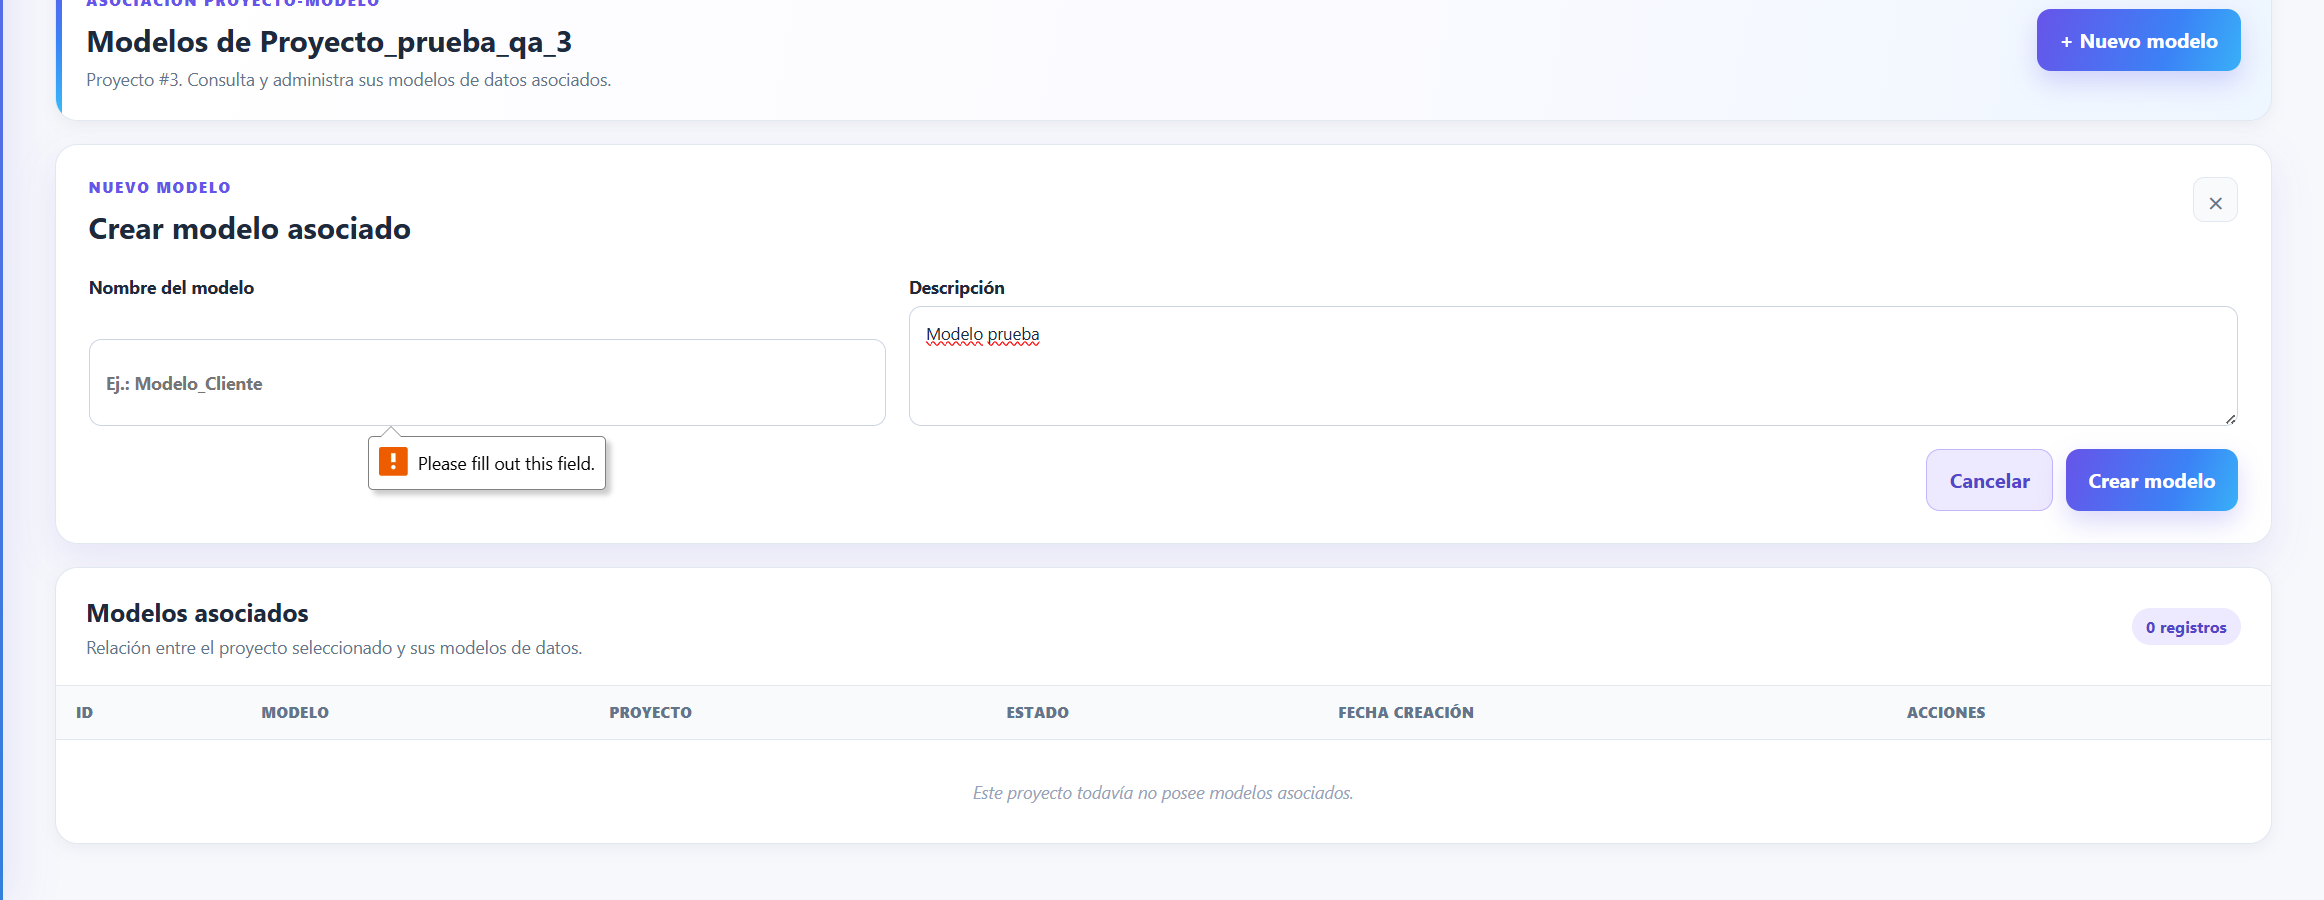 ASOCIACIÓN PROYECTO-MODELO
Modelos de Proyecto_prueba_qa_3
Proyecto #3. Consulta y administra sus modelos de datos asociados.
+ Nuevo modelo
NUEVO MODELO
Crear modelo asociado
×
Nombre del modelo
Descripción
Ej.: Modelo_Cliente
Modelo prueba
Please fill out this field.
Cancelar
Crear modelo
Modelos asociados
Relación entre el proyecto seleccionado y sus modelos de datos.
0 registros
ID MODELO PROYECTO ESTADO FECHA CREACIÓN ACCIONES
Este proyecto todavía no posee modelos asociados.